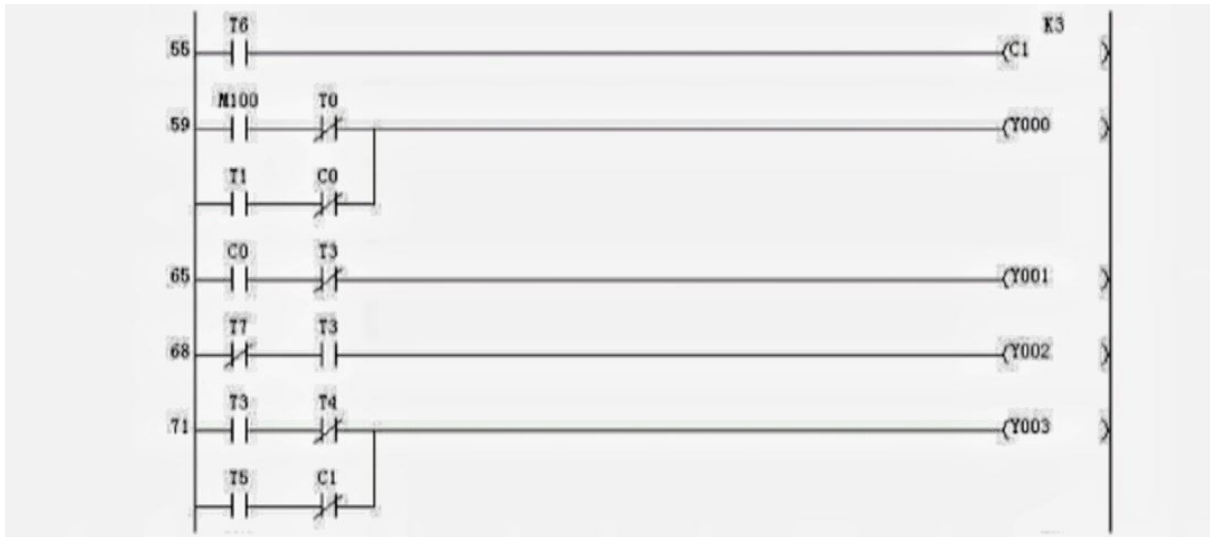 T6 K3
55 C1
M100 T0
59 Y000
T1 C0
C0 T3
65 Y001
T7 T3
68 Y002
T3 T4
71 Y003
T5 C1